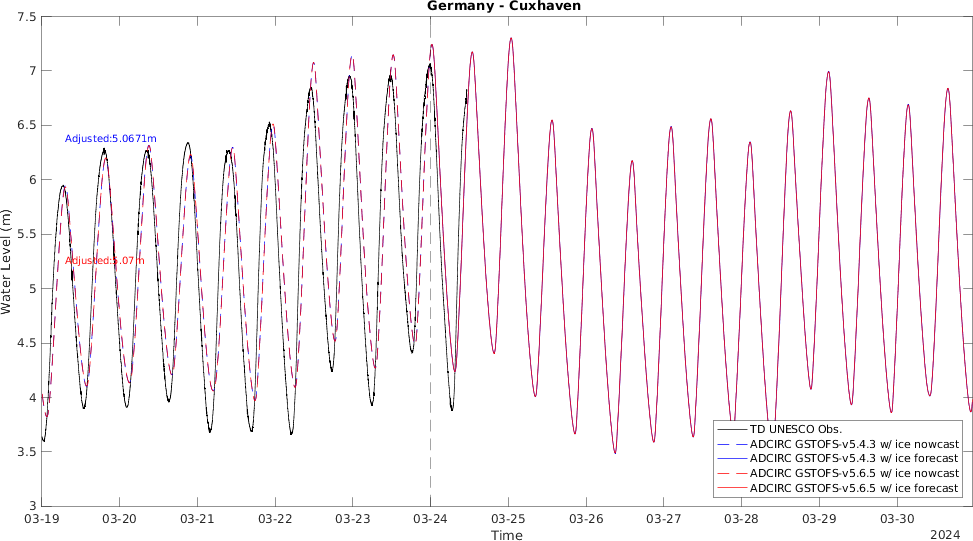 Germany - Cuxhaven
7.5
7
6.5
6
5.5
5
4.5
4
3.5
3
Water Level (m)
Adjusted:5.0671m
Adjusted:5.07m
TD UNESCO Obs.
ADCIRC GSTOFS-v5.4.3 w/ ice nowcast
ADCIRC GSTOFS-v5.4.3 w/ ice forecast
ADCIRC GSTOFS-v5.6.5 w/ ice nowcast
ADCIRC GSTOFS-v5.6.5 w/ ice forecast
03-19 03-20 03-21 03-22 03-23 03-24 03-25 03-26 03-27 03-28 03-29 03-30
Time
2024